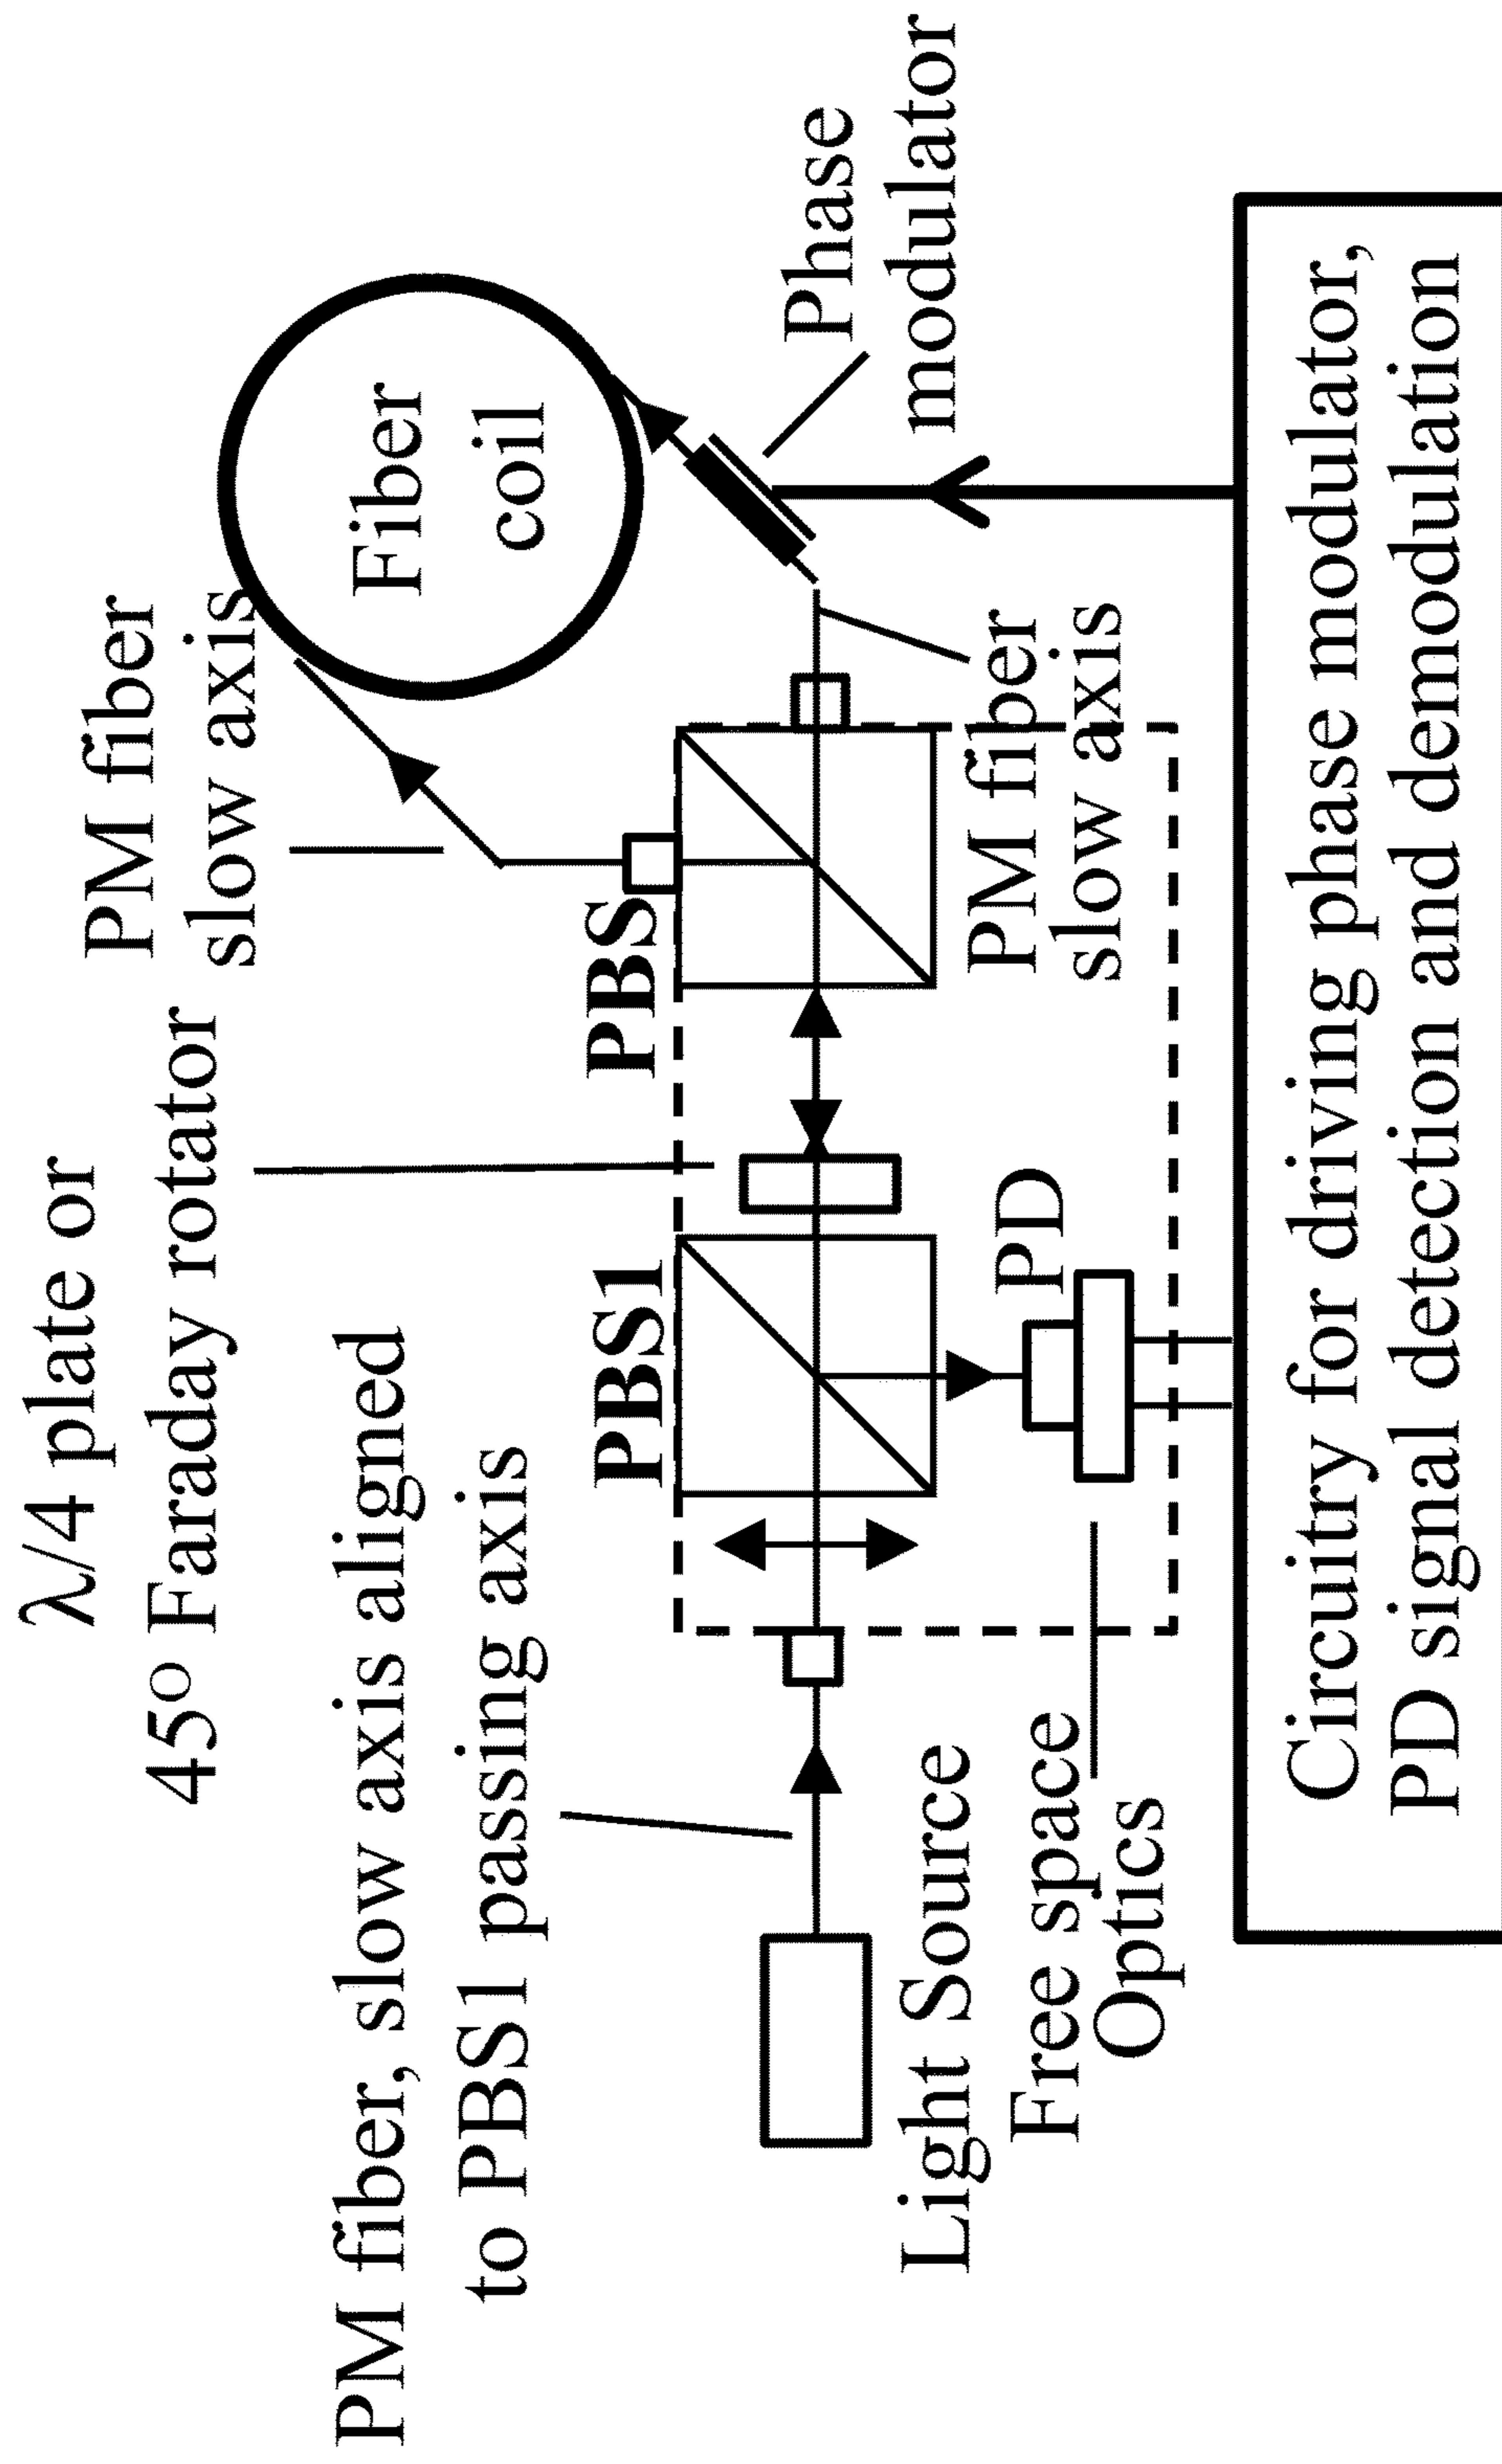 λ/4 plate or
45° Faraday rotator
PM fiber
slow axis
PM fiber, slow axis aligned
to PBS1 passing axis
Fiber
coil
PBS1
PBS
Phase
modulator
Light Source
PD
PM fiber
slow axis
Free space
Optics
Circuitry for driving phase modulator,
PD signal detection and demodulation